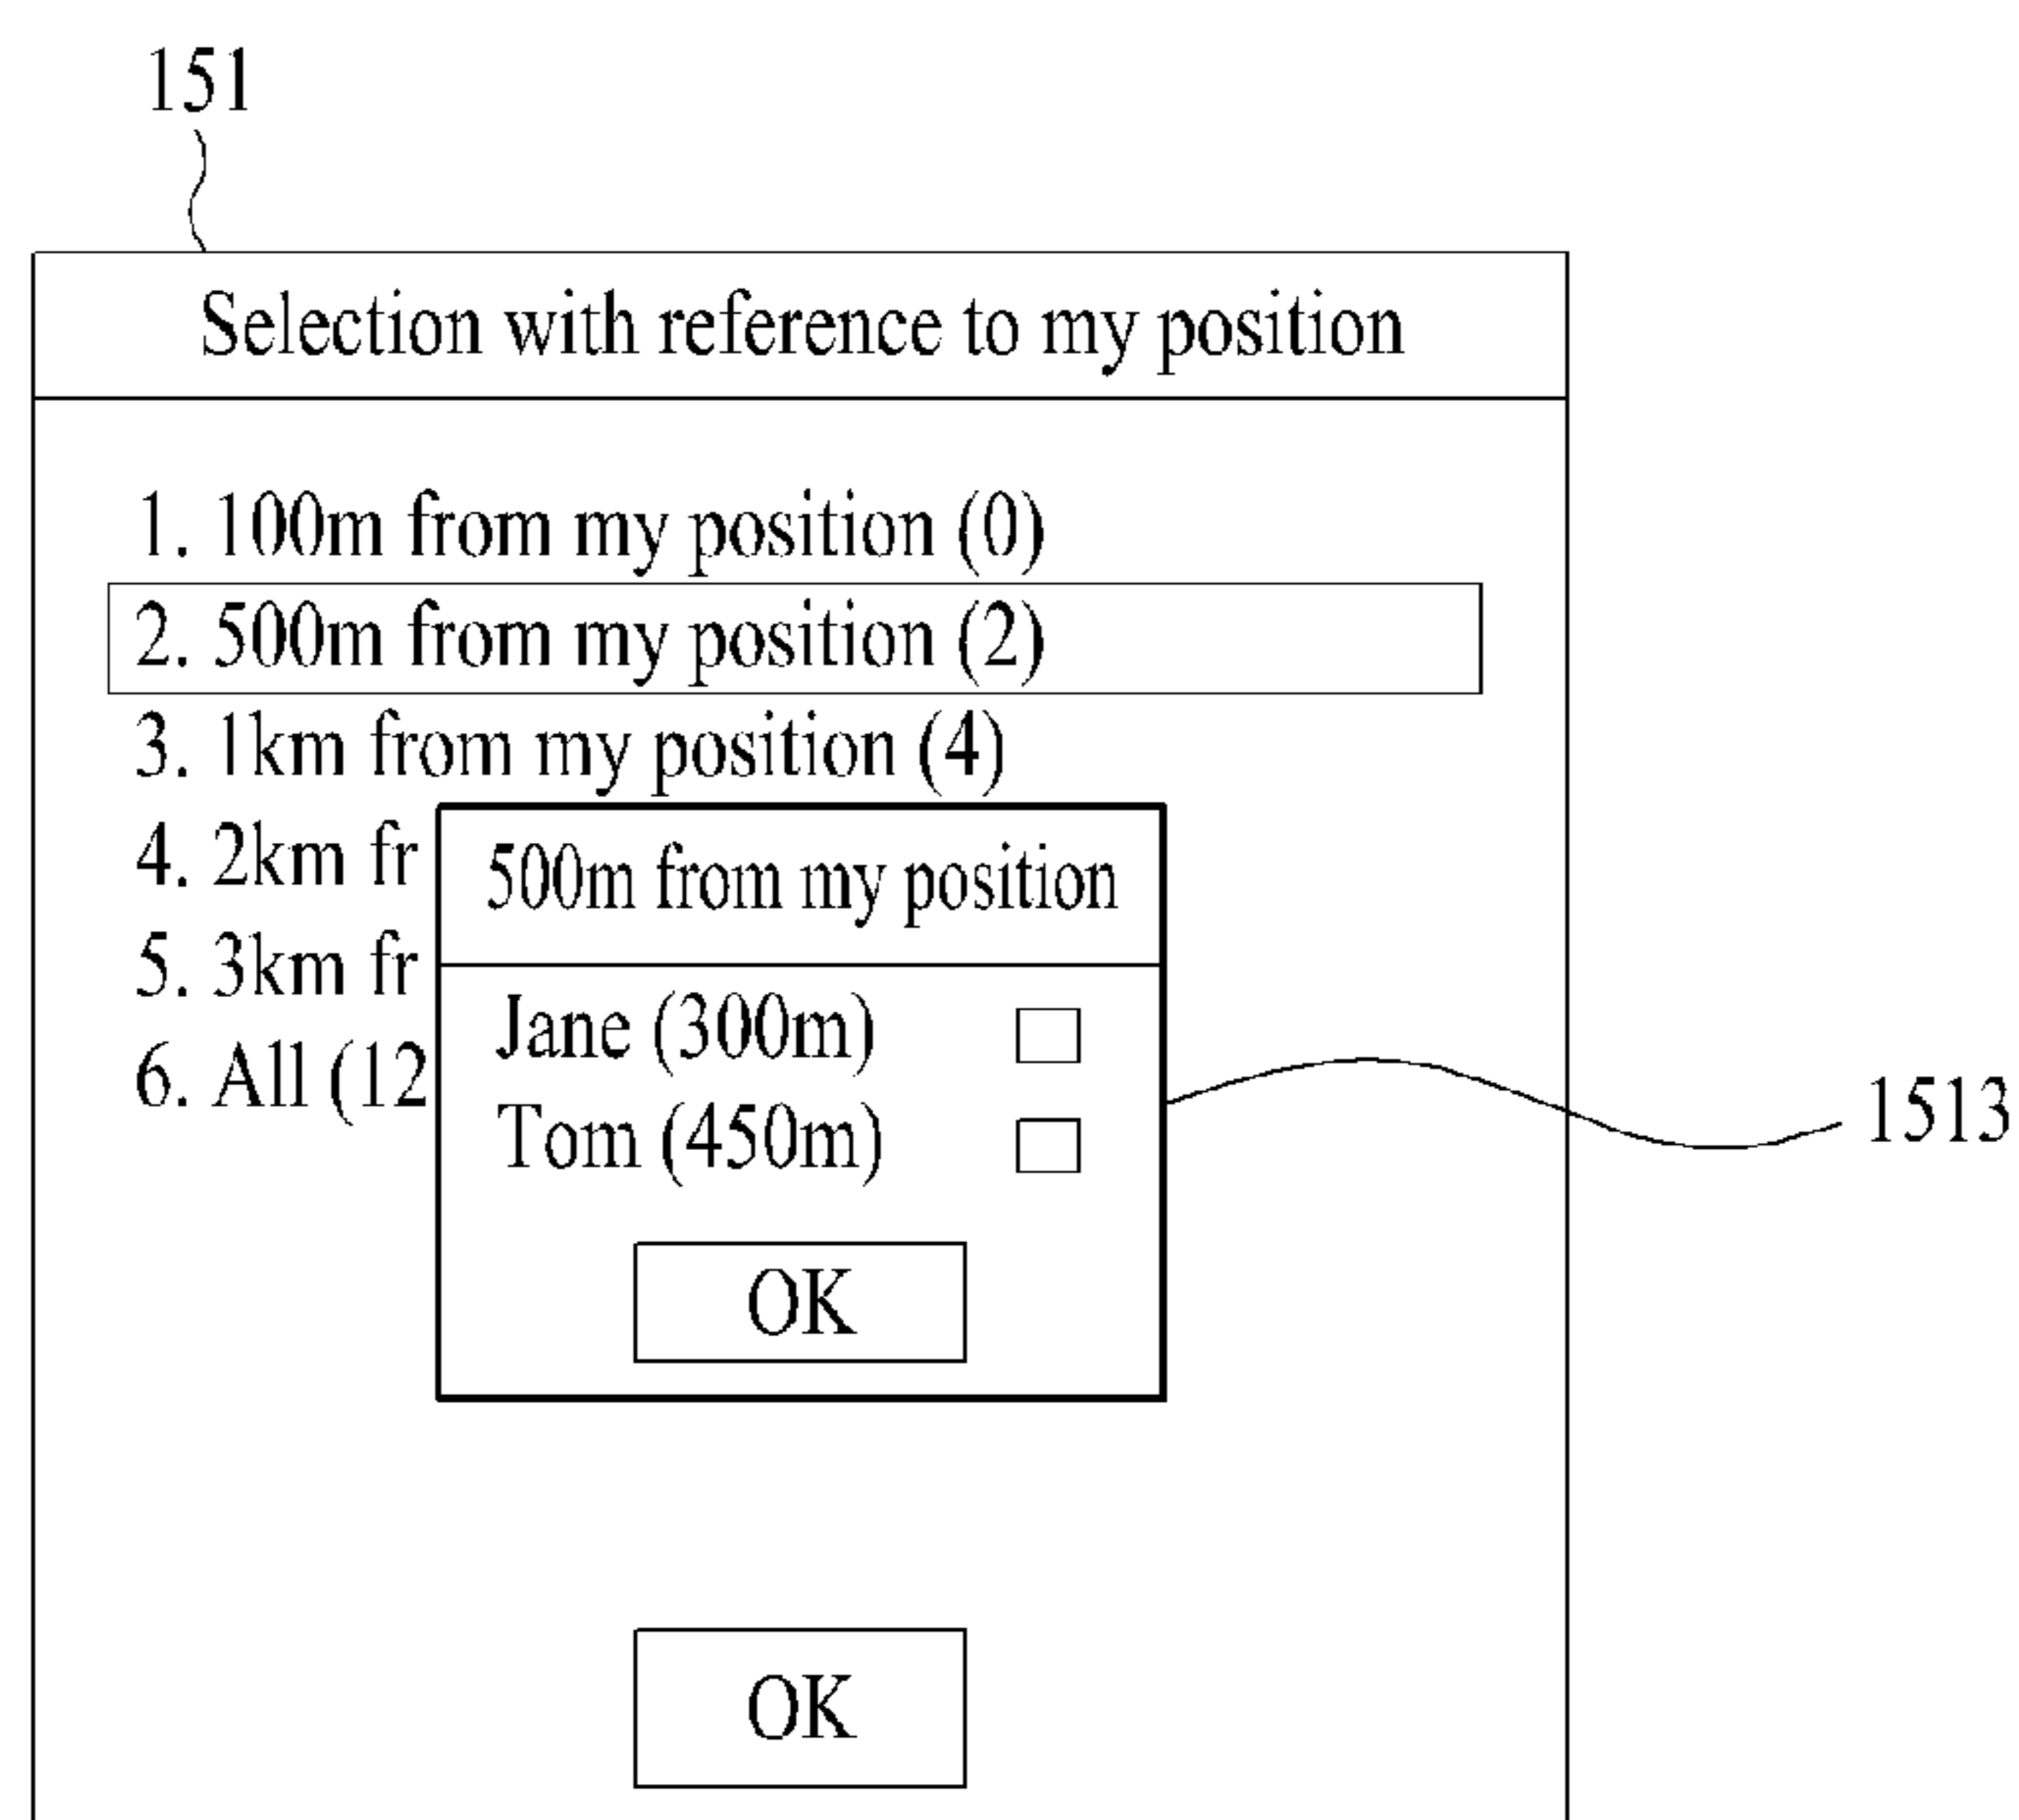 151
Selection with reference to my position
1. 100m from my position (0)
2. 500m from my position (2)
3. 1km from my position (4)
4. 2km fr
5. 3km fr
6. All (12
500m from my position
Jane (300m)
Tom (450m)
OK
1513
OK